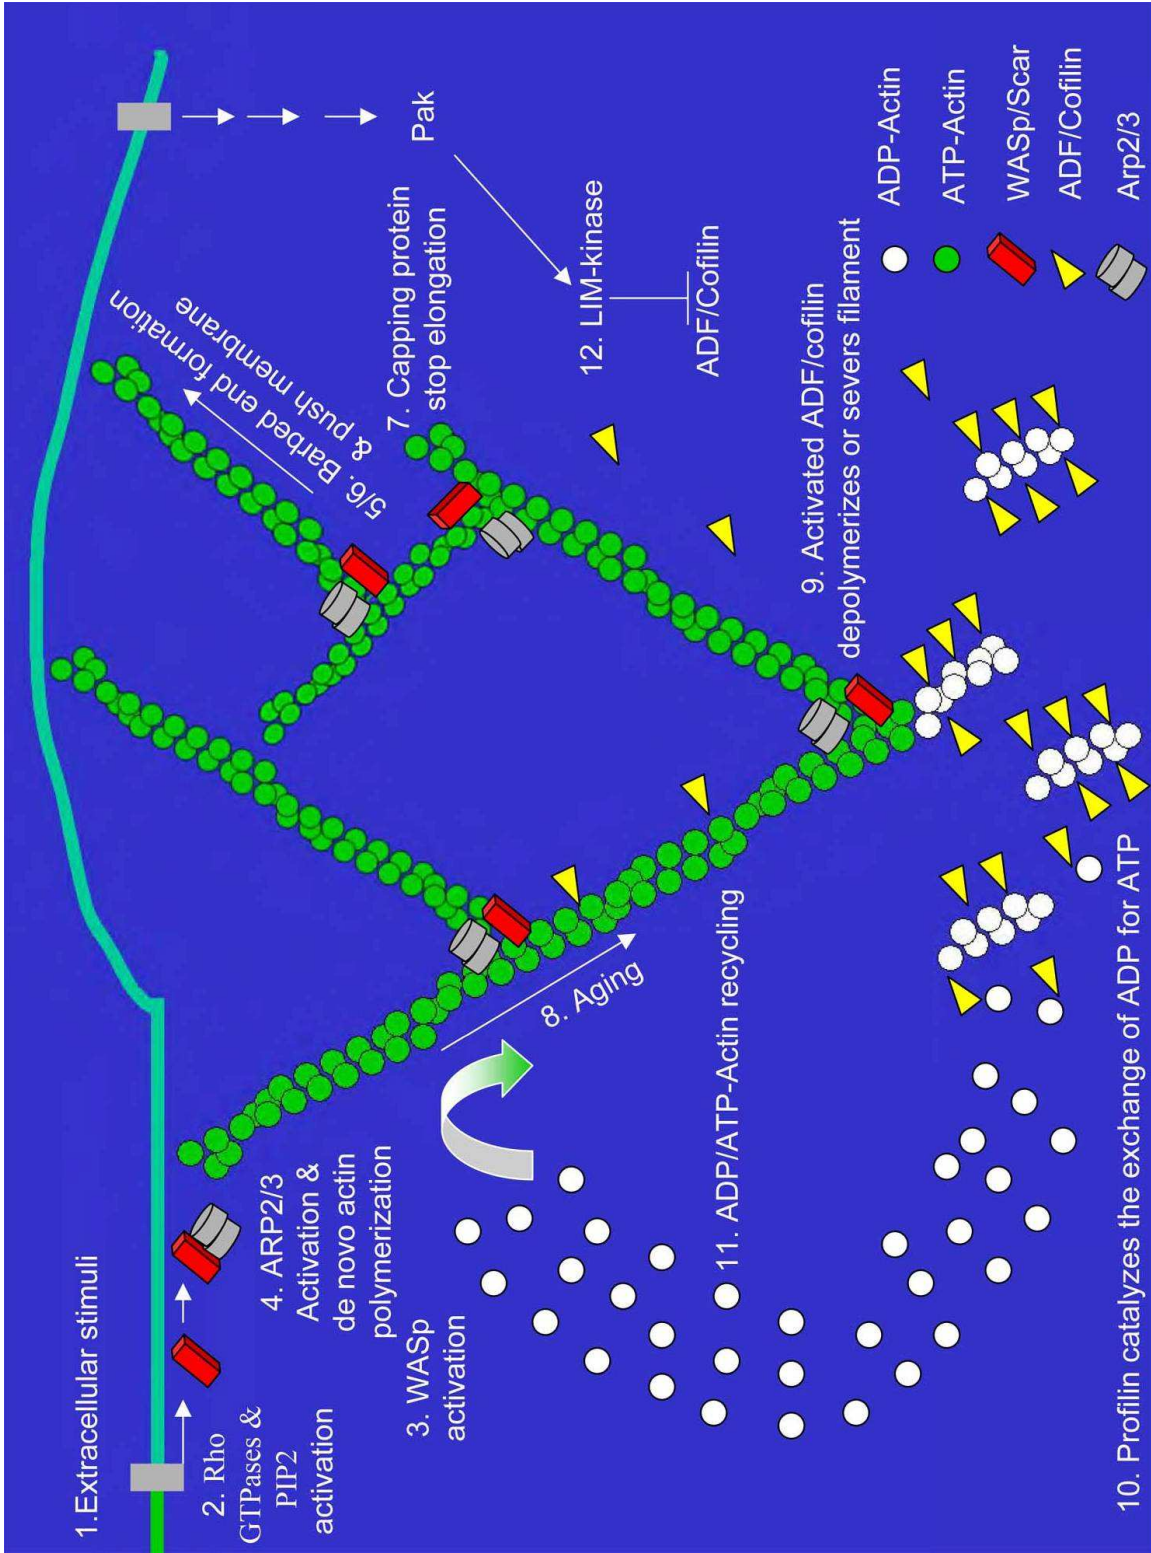 1.Extracellular stimuli
2. Rho
GTPases &
PIP2
activation
3. WASp
activation
4. ARP2/3
Activation &
de novo actin
polymerization
5/6. Barbed end formation
& push membrane
7. Capping protein
stop elongation
8. Aging
9. Activated ADF/cofilin
depolymerizes or severs filament
10. Profilin catalyzes the exchange of ADP for ATP
11. ADP/ATP-Actin recycling
Pak
12. LIM-kinase
ADF/Cofilin
ADP-Actin
ATP-Actin
WASp/Scar
ADF/Cofilin
Arp2/3